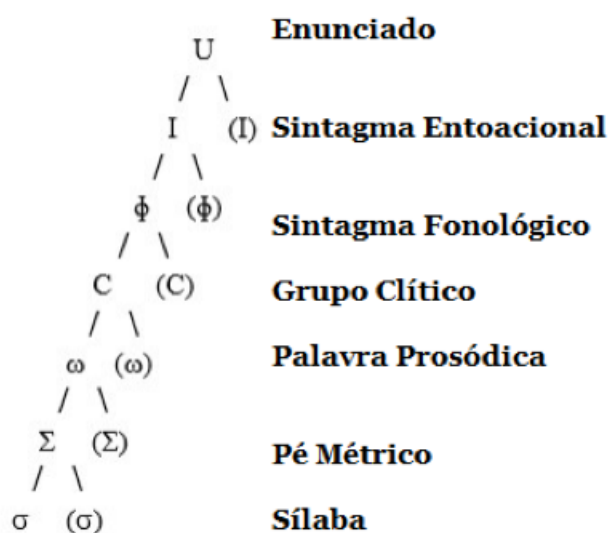 U Enunciado
/ \
I (I) Sintagma Entoacional
/ \
ϕ (ϕ) Sintagma Fonológico
/ \
C (C) Grupo Clítico
/ \
ω (ω) Palavra Prosódica
/ \
Σ (Σ) Pé Métrico
/ \
σ (σ) Sílaba